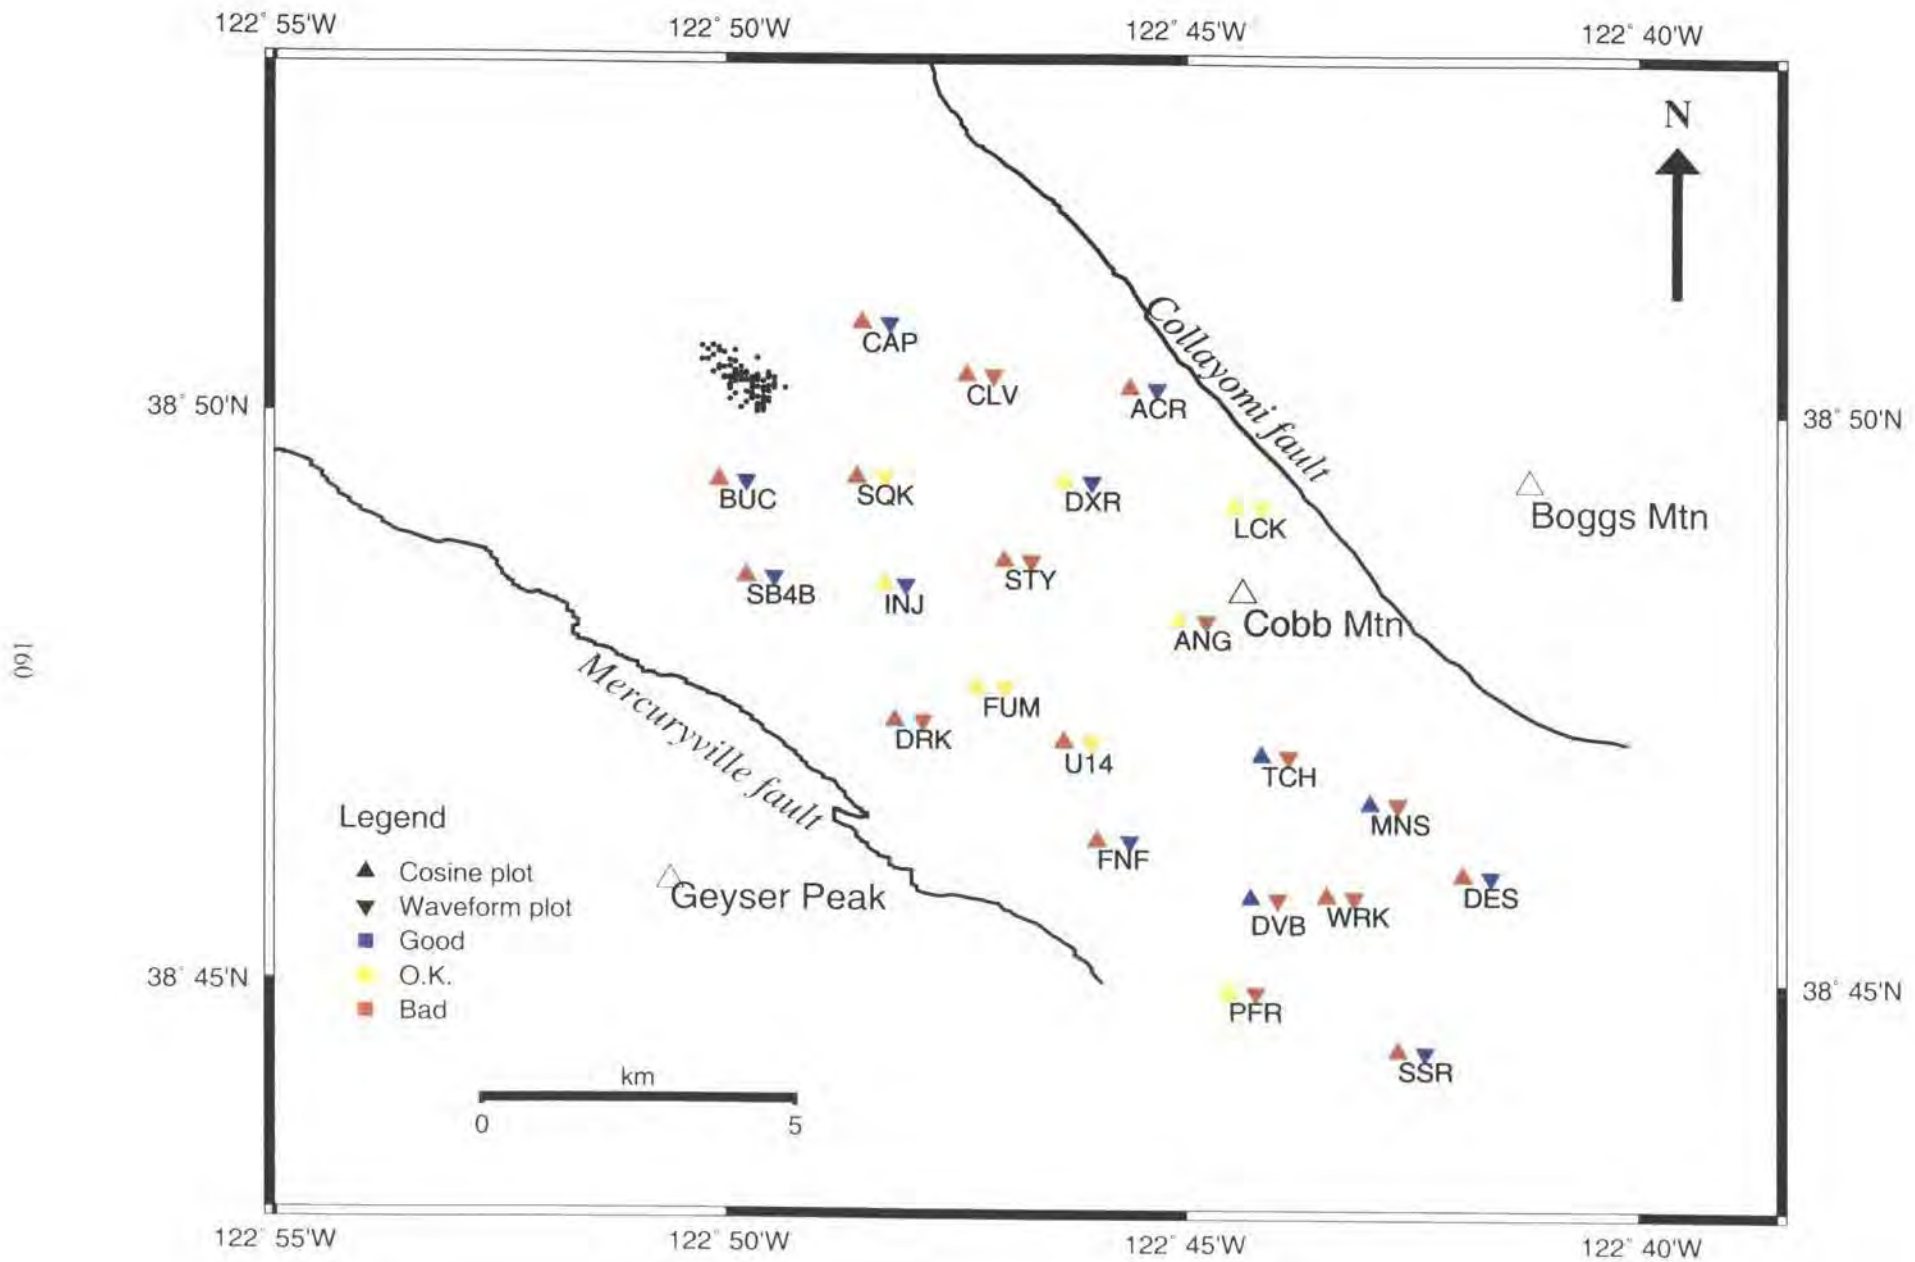 122° 55'W
122° 50'W
122° 45'W
122° 40'W
N
CAP
CLV
ACR
Collayomi fault
38° 50'N
38° 50'N
BUC
SQK
DXR
LCK
Boggs Mtn
SB4B
INJ
STY
ANG
Cobb Mtn
160
Mercuryville fault
FUM
DRK
U14
TCH
MNS
FNF
DES
DVB
WRK
Geyser Peak
Legend
Cosine plot
Waveform plot
Good
O.K.
Bad
38° 45'N
38° 45'N
PFR
SSR
km
0 5
122° 55'W
122° 50'W
122° 45'W
122° 40'W